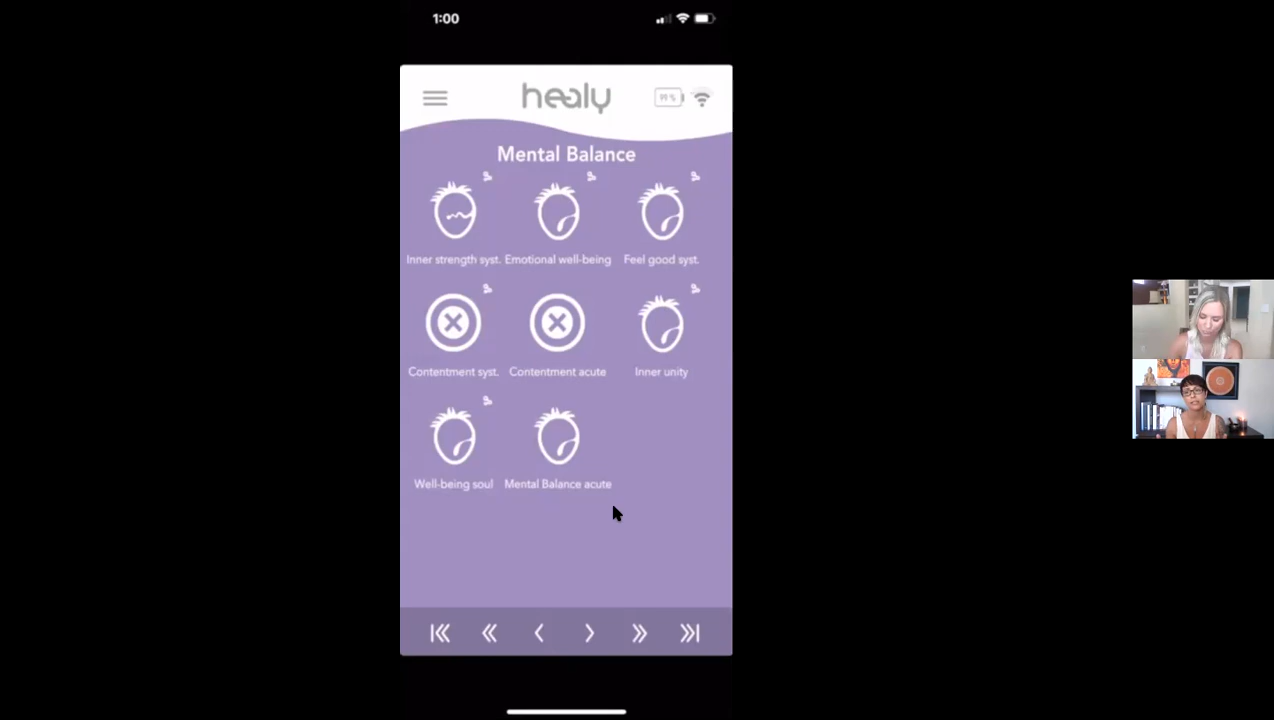 1:00
healy
99%
Mental Balance
Inner strength syst. Emotional well-being Feel good syst.
Contentment syst. Contentment acute Inner unity
Well-being soul Mental Balance acute